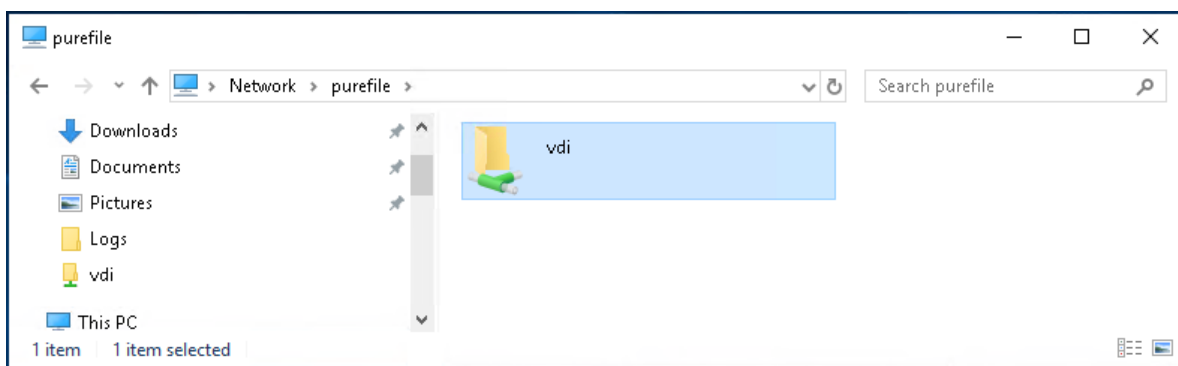 purefile
Network > purefile >
Search purefile
Downloads
Documents
Pictures
Logs
vdi
This PC
vdi
1 item 1 item selected